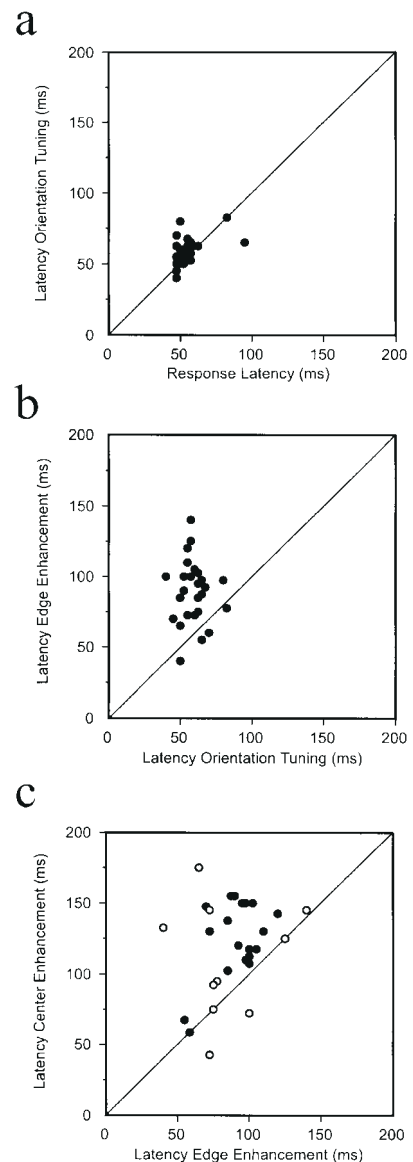 a
200
150
100
50
0
Latency Orientation Tuning (ms)
0 50 100 150 200
Response Latency (ms)
b
200
150
100
50
0
Latency Edge Enhancement (ms)
0 50 100 150 200
Latency Orientation Tuning (ms)
c
200
150
100
50
0
Latency Center Enhancement (ms)
0 50 100 150 200
Latency Edge Enhancement (ms)